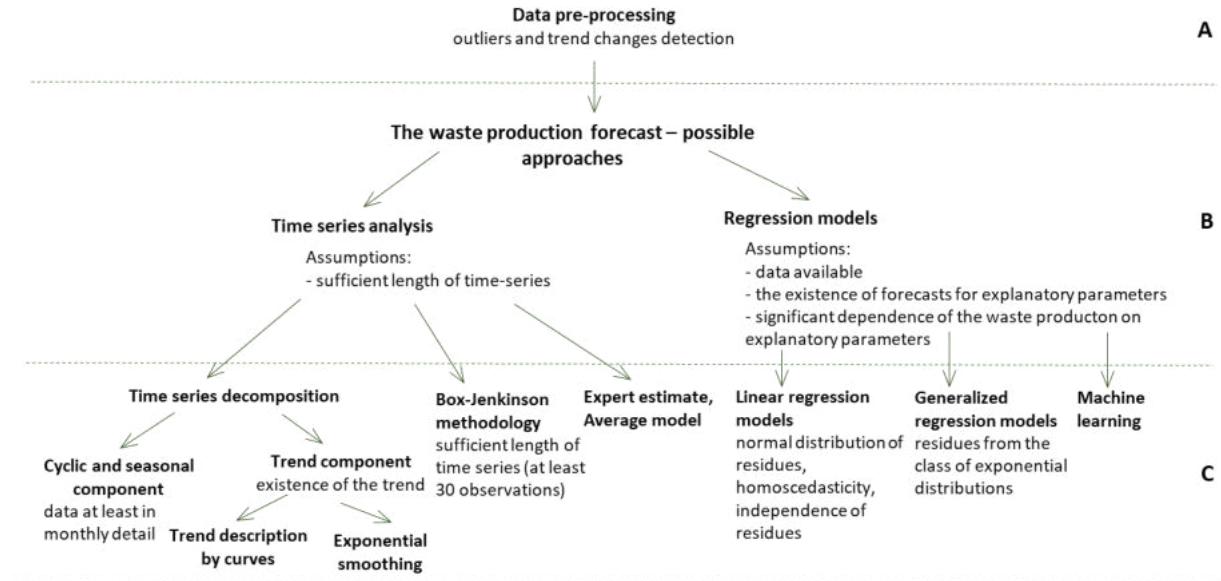 Data pre-processing
outliers and trend changes detection
A
The waste production forecast – possible
approaches
Time series analysis
Assumptions:
- sufficient length of time-series
Regression models
Assumptions:
- data available
- the existence of forecasts for explanatory parameters
- significant dependence of the waste producton on
explanatory parameters
B
Time series decomposition
Cyclic and seasonal
component
data at least in
monthly detail
Trend component
existence of the trend
Trend description
by curves
Exponential
smoothing
Box-Jenkinson
methodology
sufficient length of
time series (at least
30 observations)
Expert estimate,
Average model
Linear regression
models
normal distribution of
residues,
homoscedasticity,
independence of
residues
Generalized
regression models
residues from the
class of exponential
distributions
Machine
learning
C